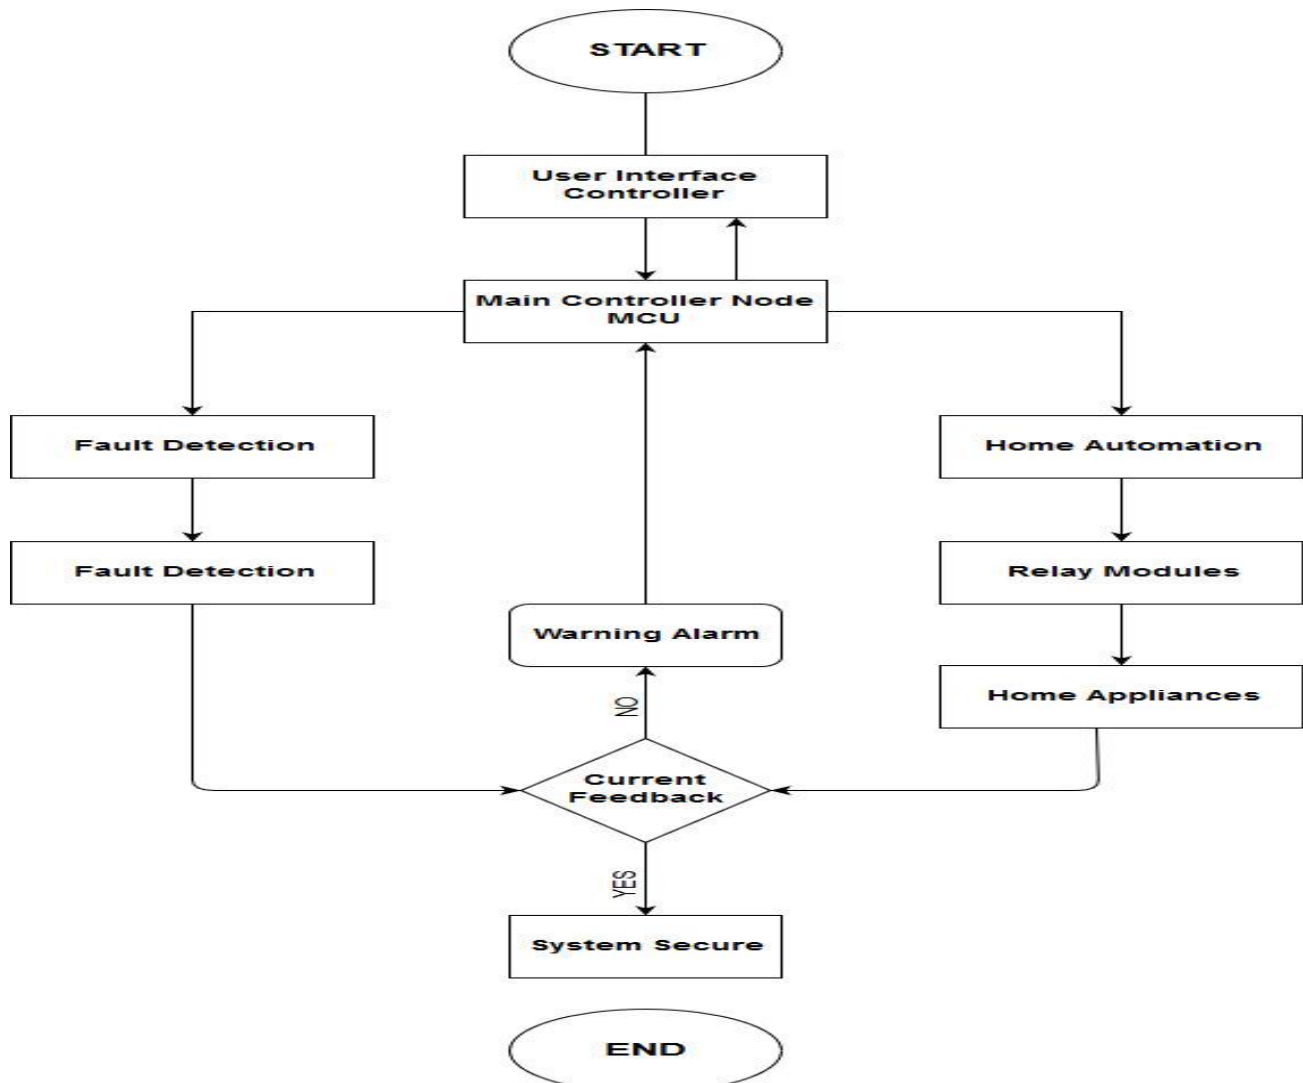 START
User Interface
Controller
Main Controller Node
MCU
Fault Detection
Home Automation
Fault Detection
Relay Modules
Warning Alarm
Home Appliances
NO
Current
Feedback
YES
System Secure
END